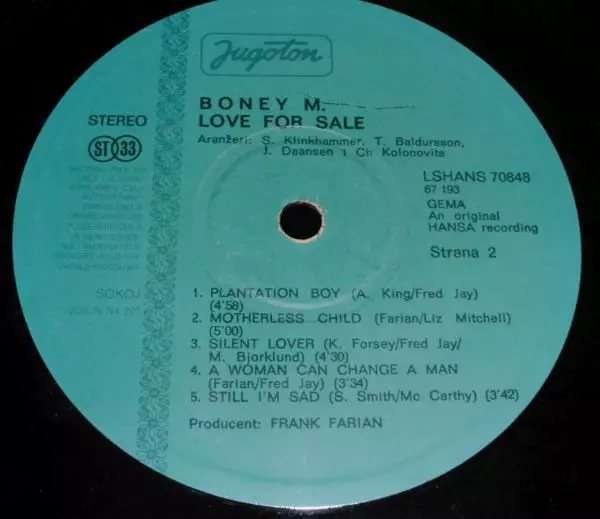 Jugoton
BONEY M.
LOVE FOR SALE
Aranžeri: S. Klinkhammer, T. Baldursson,
J. Daansen i Ch Kolonovits
STEREO
ST 33
LSHANS 70848
67 193
GEMA
An original
HANSA recording
Strana 2
SOKOJ
1. PLANTATION BOY (A. King/Fred Jay)
(4'58)
2. MOTHERLESS CHILD (Farian/Liz Mitchell)
(5'00)
3. SILENT LOVER (K. Forsey/Fred Jay/
M. Bjorklund) (4'30)
4. A WOMAN CAN CHANGE A MAN
(Farian/Fred Jay) (3'34)
5. STILL I'M SAD (S. Smith/Mc Carthy) (3'42)
Producent: FRANK FARIAN